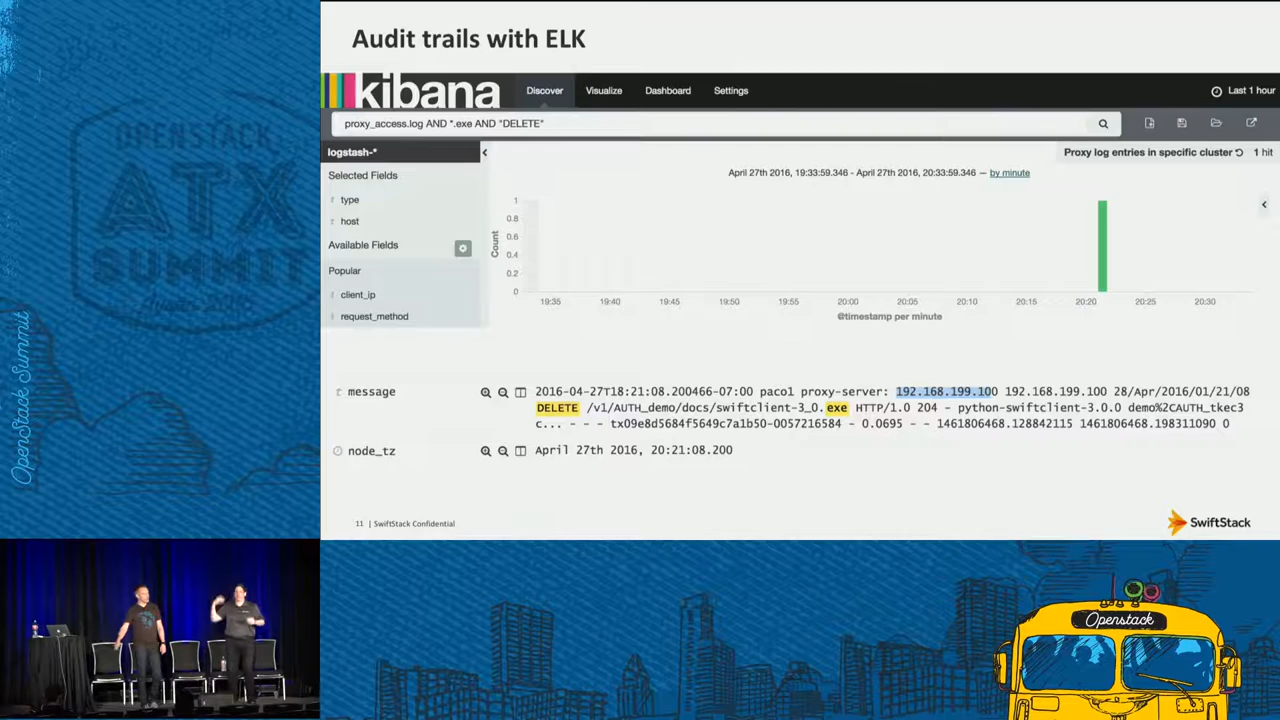 Audit trails with ELK
kibana
Discover
Visualize
Dashboard
Settings
Last 1 hour
proxy_access.log AND *.exe AND "DELETE"
logstash-*
Proxy log entries in specific cluster
1 hit
Selected Fields
April 27th 2016, 19:33:59.346 - April 27th 2016, 20:33:59.346 — by minute
t type
t host
Available Fields
Popular
t client_ip
t request_method
Count
1
0.8
0.6
0.4
0.2
0
19:35
19:40
19:45
19:50
19:55
20:00
20:05
20:10
20:15
20:20
20:25
20:30
@timestamp per minute
t message
2016-04-27T18:21:08.200466-07:00 paco1 proxy-server: 192.168.199.100 192.168.199.100 28/Apr/2016/01/21/08
DELETE /v1/AUTH_demo/docs/swiftclient-3_0.exe HTTP/1.0 204 - python-swiftclient-3.0.0 demo%2CAUTH_tkec3
c... - - - tx09e8d5684f5649c7a1b50-0057216584 - 0.0695 - - 1461806468.128842115 1461806468.198311090 0
node_tz
April 27th 2016, 20:21:08.200
11 | SwiftStack Confidential
SwiftStack
OPENSTACK
ATX
SUMMIT
OpenStack Summit
Openstack